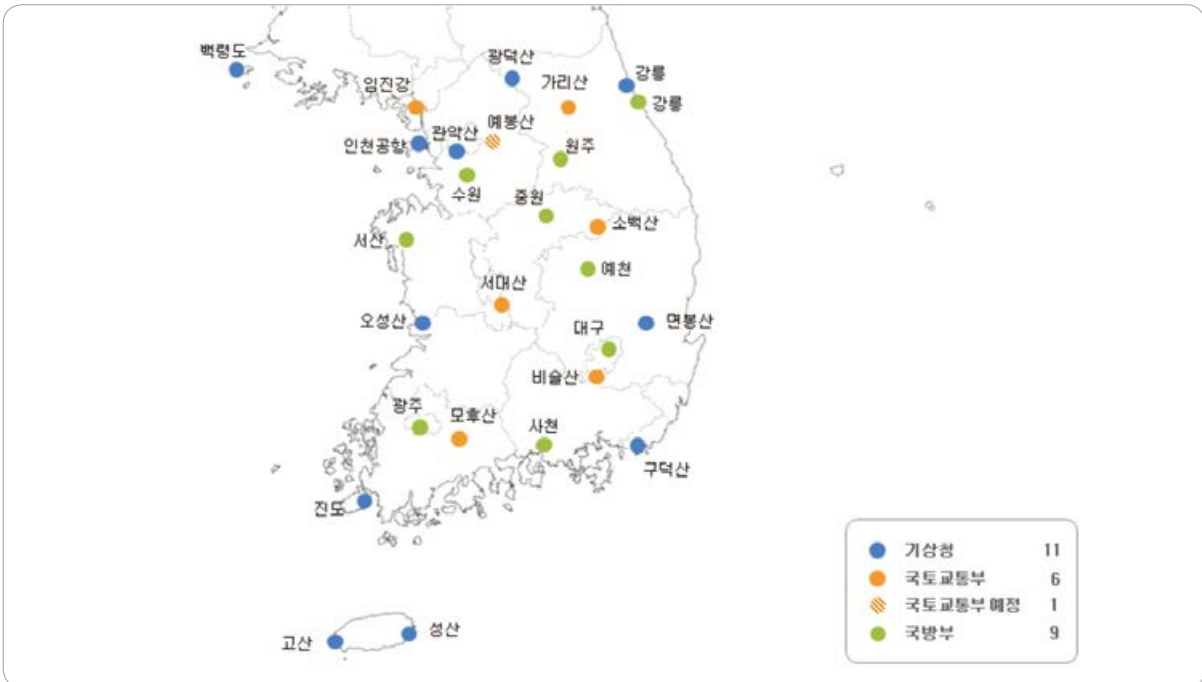 백령도
광덕산
임진강
가리산
강릉
강릉
예봉산
인천공항
관악산
원주
수원
중원
소백산
서산
예천
서대산
오성산
대구
면봉산
비슬산
광주
모후산
사천
구덕산
진도
고산
성산
기상청 11
국토교통부 6
국토교통부 예정 1
국방부 9